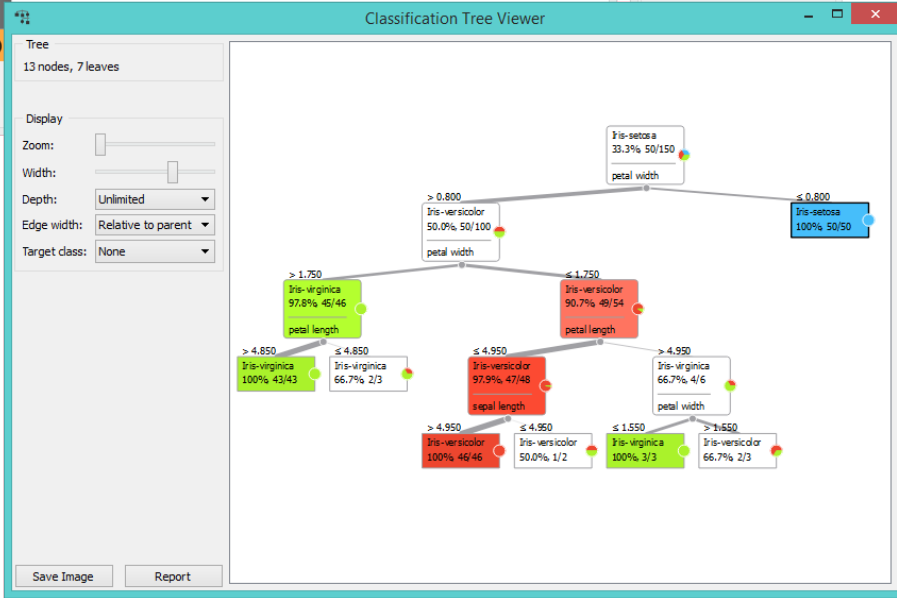 Classification Tree Viewer
Tree
13 nodes, 7 leaves
Display
Zoom:
Width:
Depth: Unlimited
Edge width: Relative to parent
Target class: None
Save Image Report
Iris-setosa
33.3%, 50/150
petal width
> 0.800
Iris-versicolor
50.0%, 50/100
petal width
≤ 0.800
Iris-setosa
100%, 50/50
> 1.750
Iris-virginica
97.8%, 45/46
petal length
≤ 1.750
Iris-versicolor
90.7%, 49/54
petal length
> 4.850
Iris-virginica
100%, 43/43
≤ 4.850
Iris-virginica
66.7%, 2/3
≤ 4.950
Iris-versicolor
97.9%, 47/48
sepal length
> 4.950
Iris-virginica
66.7%, 4/6
petal width
> 4.950
Iris-versicolor
100%, 46/46
≤ 4.950
Iris-versicolor
50.0%, 1/2
≤ 1.550
Iris-virginica
100%, 3/3
> 1.550
Iris-versicolor
66.7%, 2/3